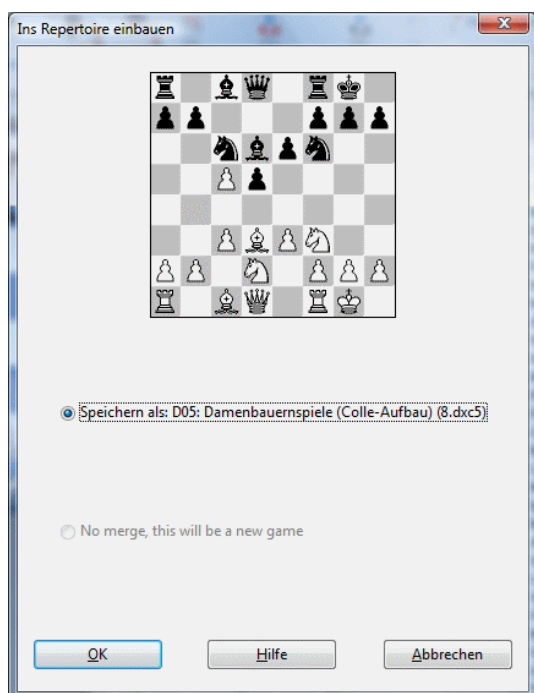 Ins Repertoire einbauen
Speichern als: D05: Damenbauernspiele (Colle-Aufbau) (8.dxc5)
No merge, this will be a new game
OK Hilfe Abbrechen